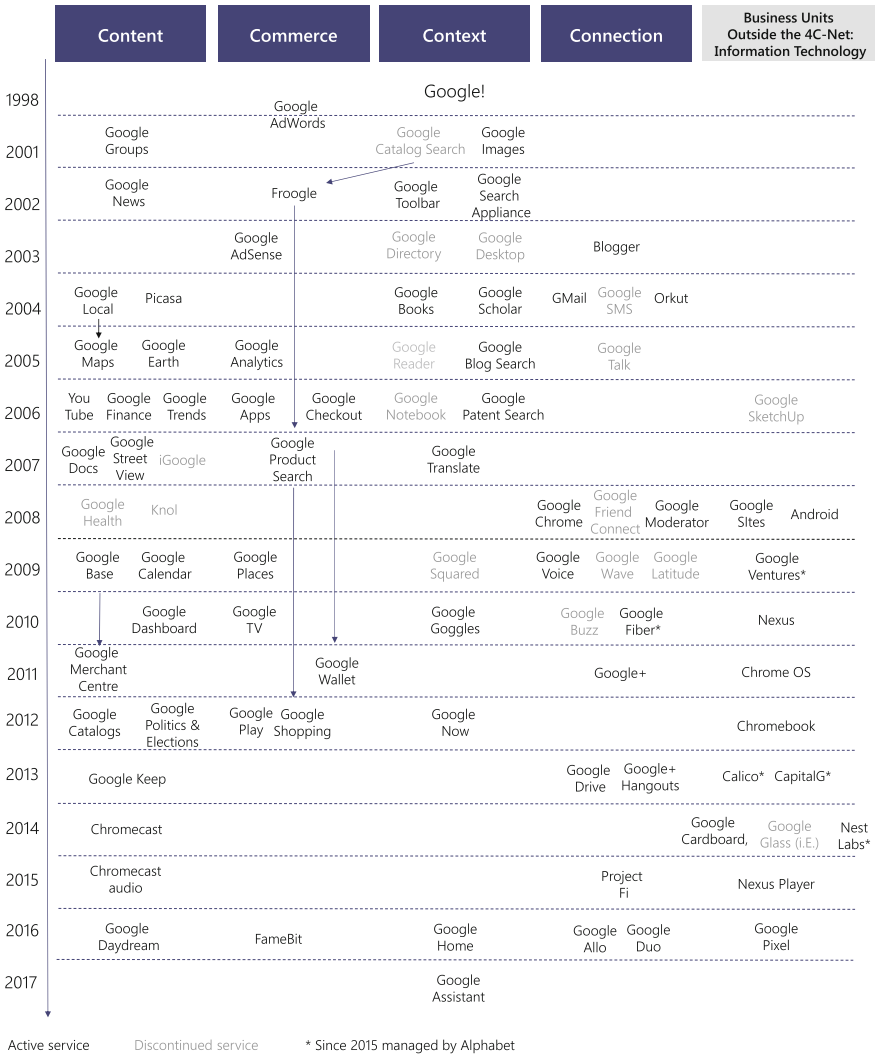 Content
Commerce
Context
Connection
Business Units
Outside the 4C-Net:
Information Technology
1998
Google!
Google
AdWords
2001
Google
Groups
Google
Catalog Search
Google
Images
2002
Google
News
Froogle
Google
Toolbar
Google
Search
Appliance
2003
Google
AdSense
Google
Directory
Google
Desktop
Blogger
2004
Google
Local
Picasa
Google
Books
Google
Scholar
GMail
Google
SMS
Orkut
2005
Google
Maps
Google
Earth
Google
Analytics
Google
Reader
Google
Blog Search
Google
Talk
2006
You
Tube
Google
Finance
Google
Trends
Google
Apps
Google
Checkout
Google
Notebook
Google
Patent Search
Google
SketchUp
2007
Google
Docs
Google
Street
View
iGoogle
Google
Product
Search
Google
Translate
2008
Google
Health
Knol
Google
Chrome
Google
Friend
Connect
Google
Moderator
Google
SItes
Android
2009
Google
Base
Google
Calendar
Google
Places
Google
Squared
Google
Voice
Google
Wave
Google
Latitude
Google
Ventures*
2010
Google
Dashboard
Google
TV
Google
Goggles
Google
Buzz
Google
Fiber*
Nexus
2011
Google
Merchant
Centre
Google
Wallet
Google+
Chrome OS
2012
Google
Catalogs
Google
Politics &
Elections
Google
Play
Google
Shopping
Google
Now
Chromebook
2013
Google Keep
Google
Drive
Google+
Hangouts
Calico*
CapitalG*
2014
Chromecast
Google
Cardboard,
Google
Glass (i.E.)
Nest
Labs*
2015
Chromecast
audio
Project
Fi
Nexus Player
2016
Google
Daydream
FameBit
Google
Home
Google
Allo
Google
Duo
Google
Pixel
2017
Google
Assistant
Active service
Discontinued service
* Since 2015 managed by Alphabet